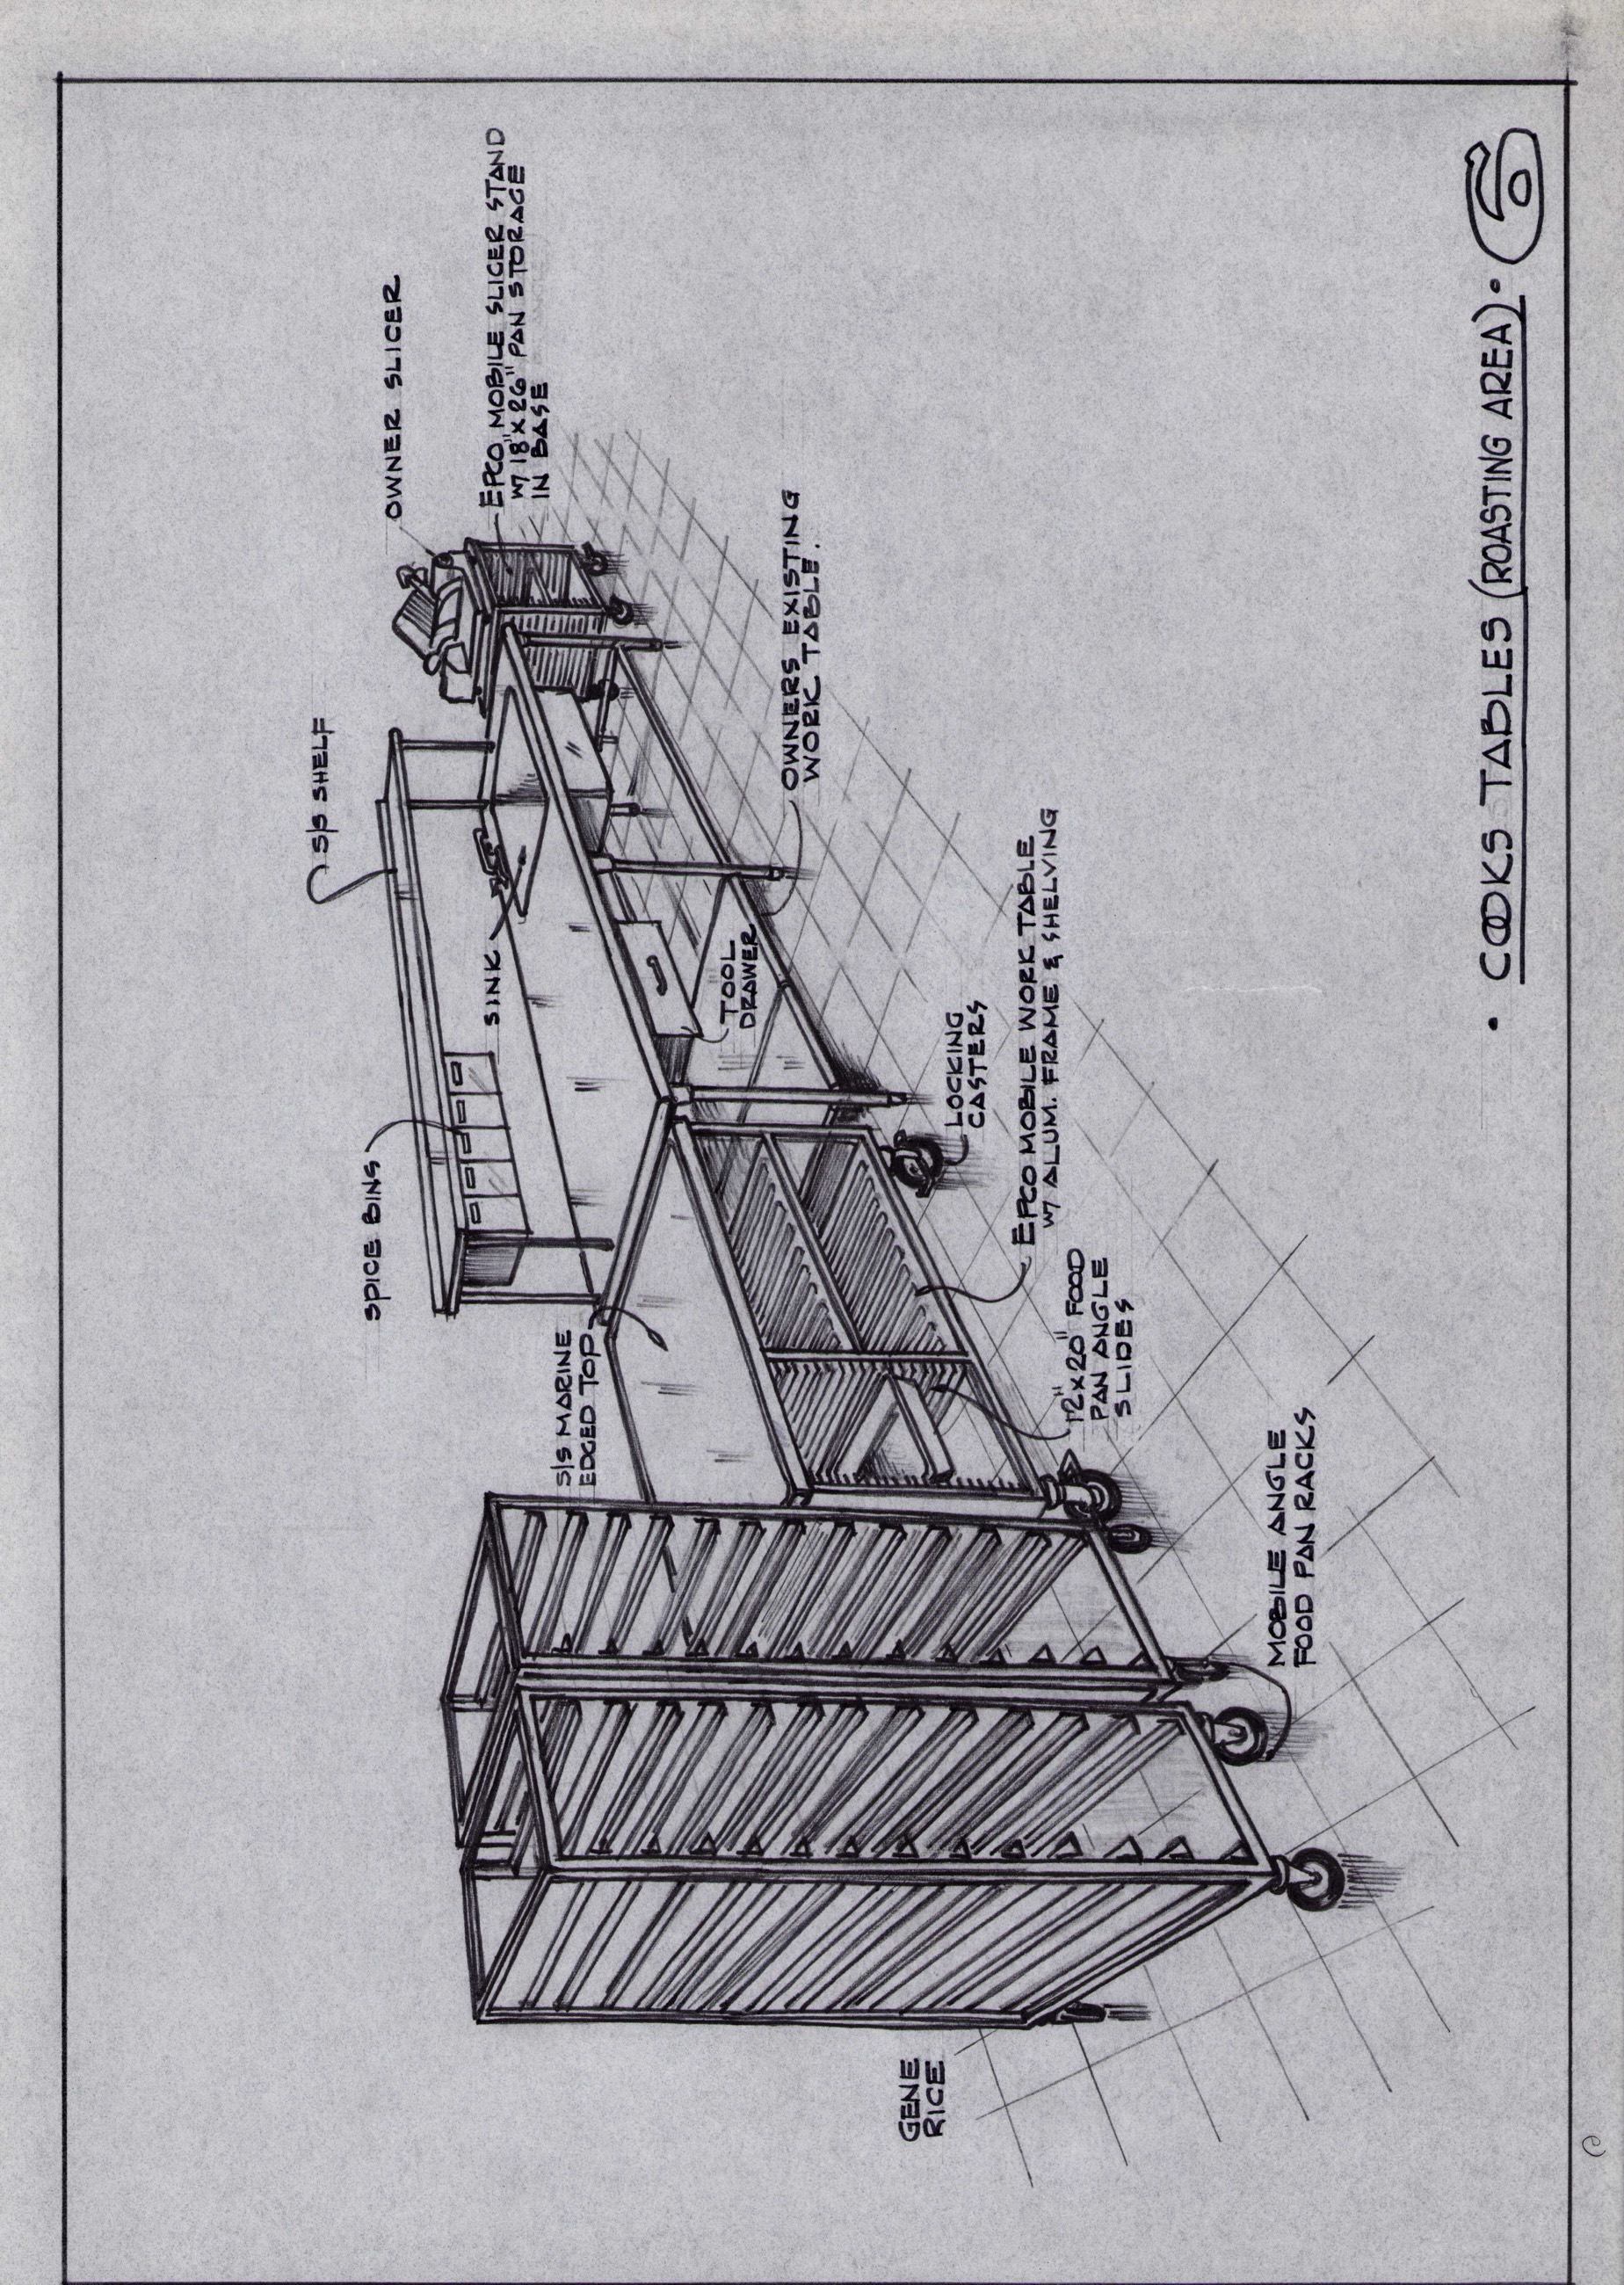 S/S SHELF
OWNER SLICER
EPCO MOBILE SLICER STAND
W/ 18" X 26" PAN STORAGE
IN BASE
SPICE BINS
SINK
S/S MARINE
EDGED TOP
TOOL
DRAWER
OWNERS EXISTING
WORK TABLE.
LOCKING
CASTERS
EPCO MOBILE WORK TABLE
W/ ALUM. FRAME & SHELVING
12" X 20" FOOD
PAN ANGLE
SLIDES
MOBILE ANGLE
FOOD PAN RACKS
GENE
RICE
• COOKS TABLES (ROASTING AREA) • 6